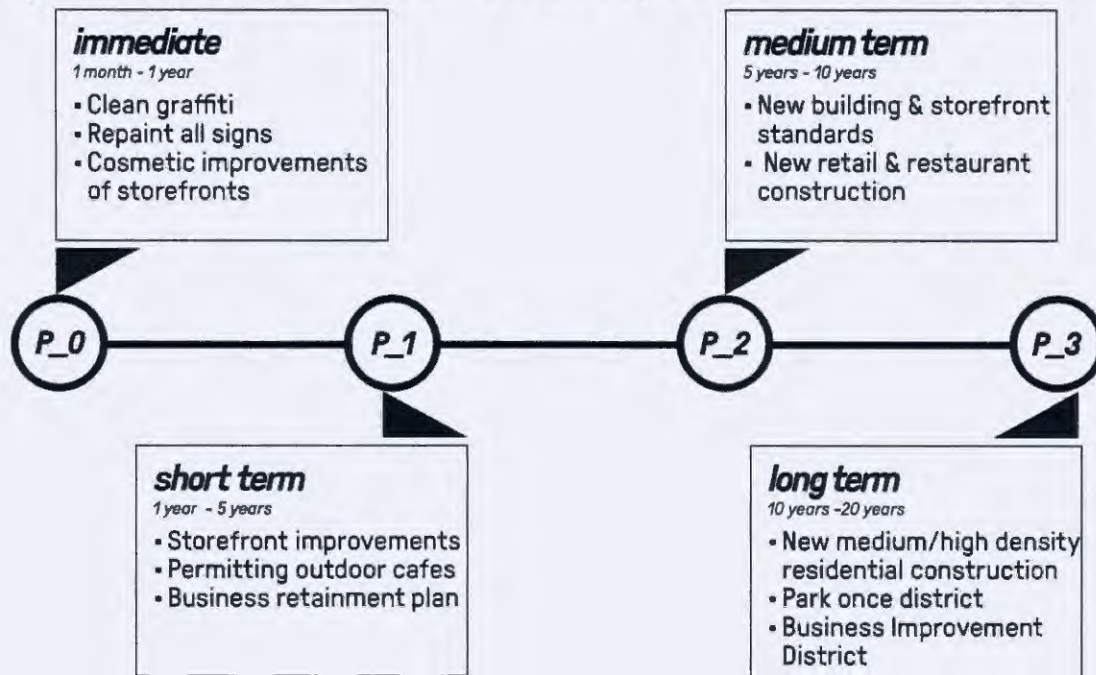 immediate
1 month - 1 year
▪ Clean graffiti
▪ Repaint all signs
▪ Cosmetic improvements
of storefronts
medium term
5 years - 10 years
▪ New building & storefront
standards
▪ New retail & restaurant
construction
P_0
P_1
P_2
P_3
short term
1 year - 5 years
▪ Storefront improvements
▪ Permitting outdoor cafes
▪ Business retainment plan
long term
10 years -20 years
▪ New medium/high density
residential construction
▪ Park once district
▪ Business Improvement
District